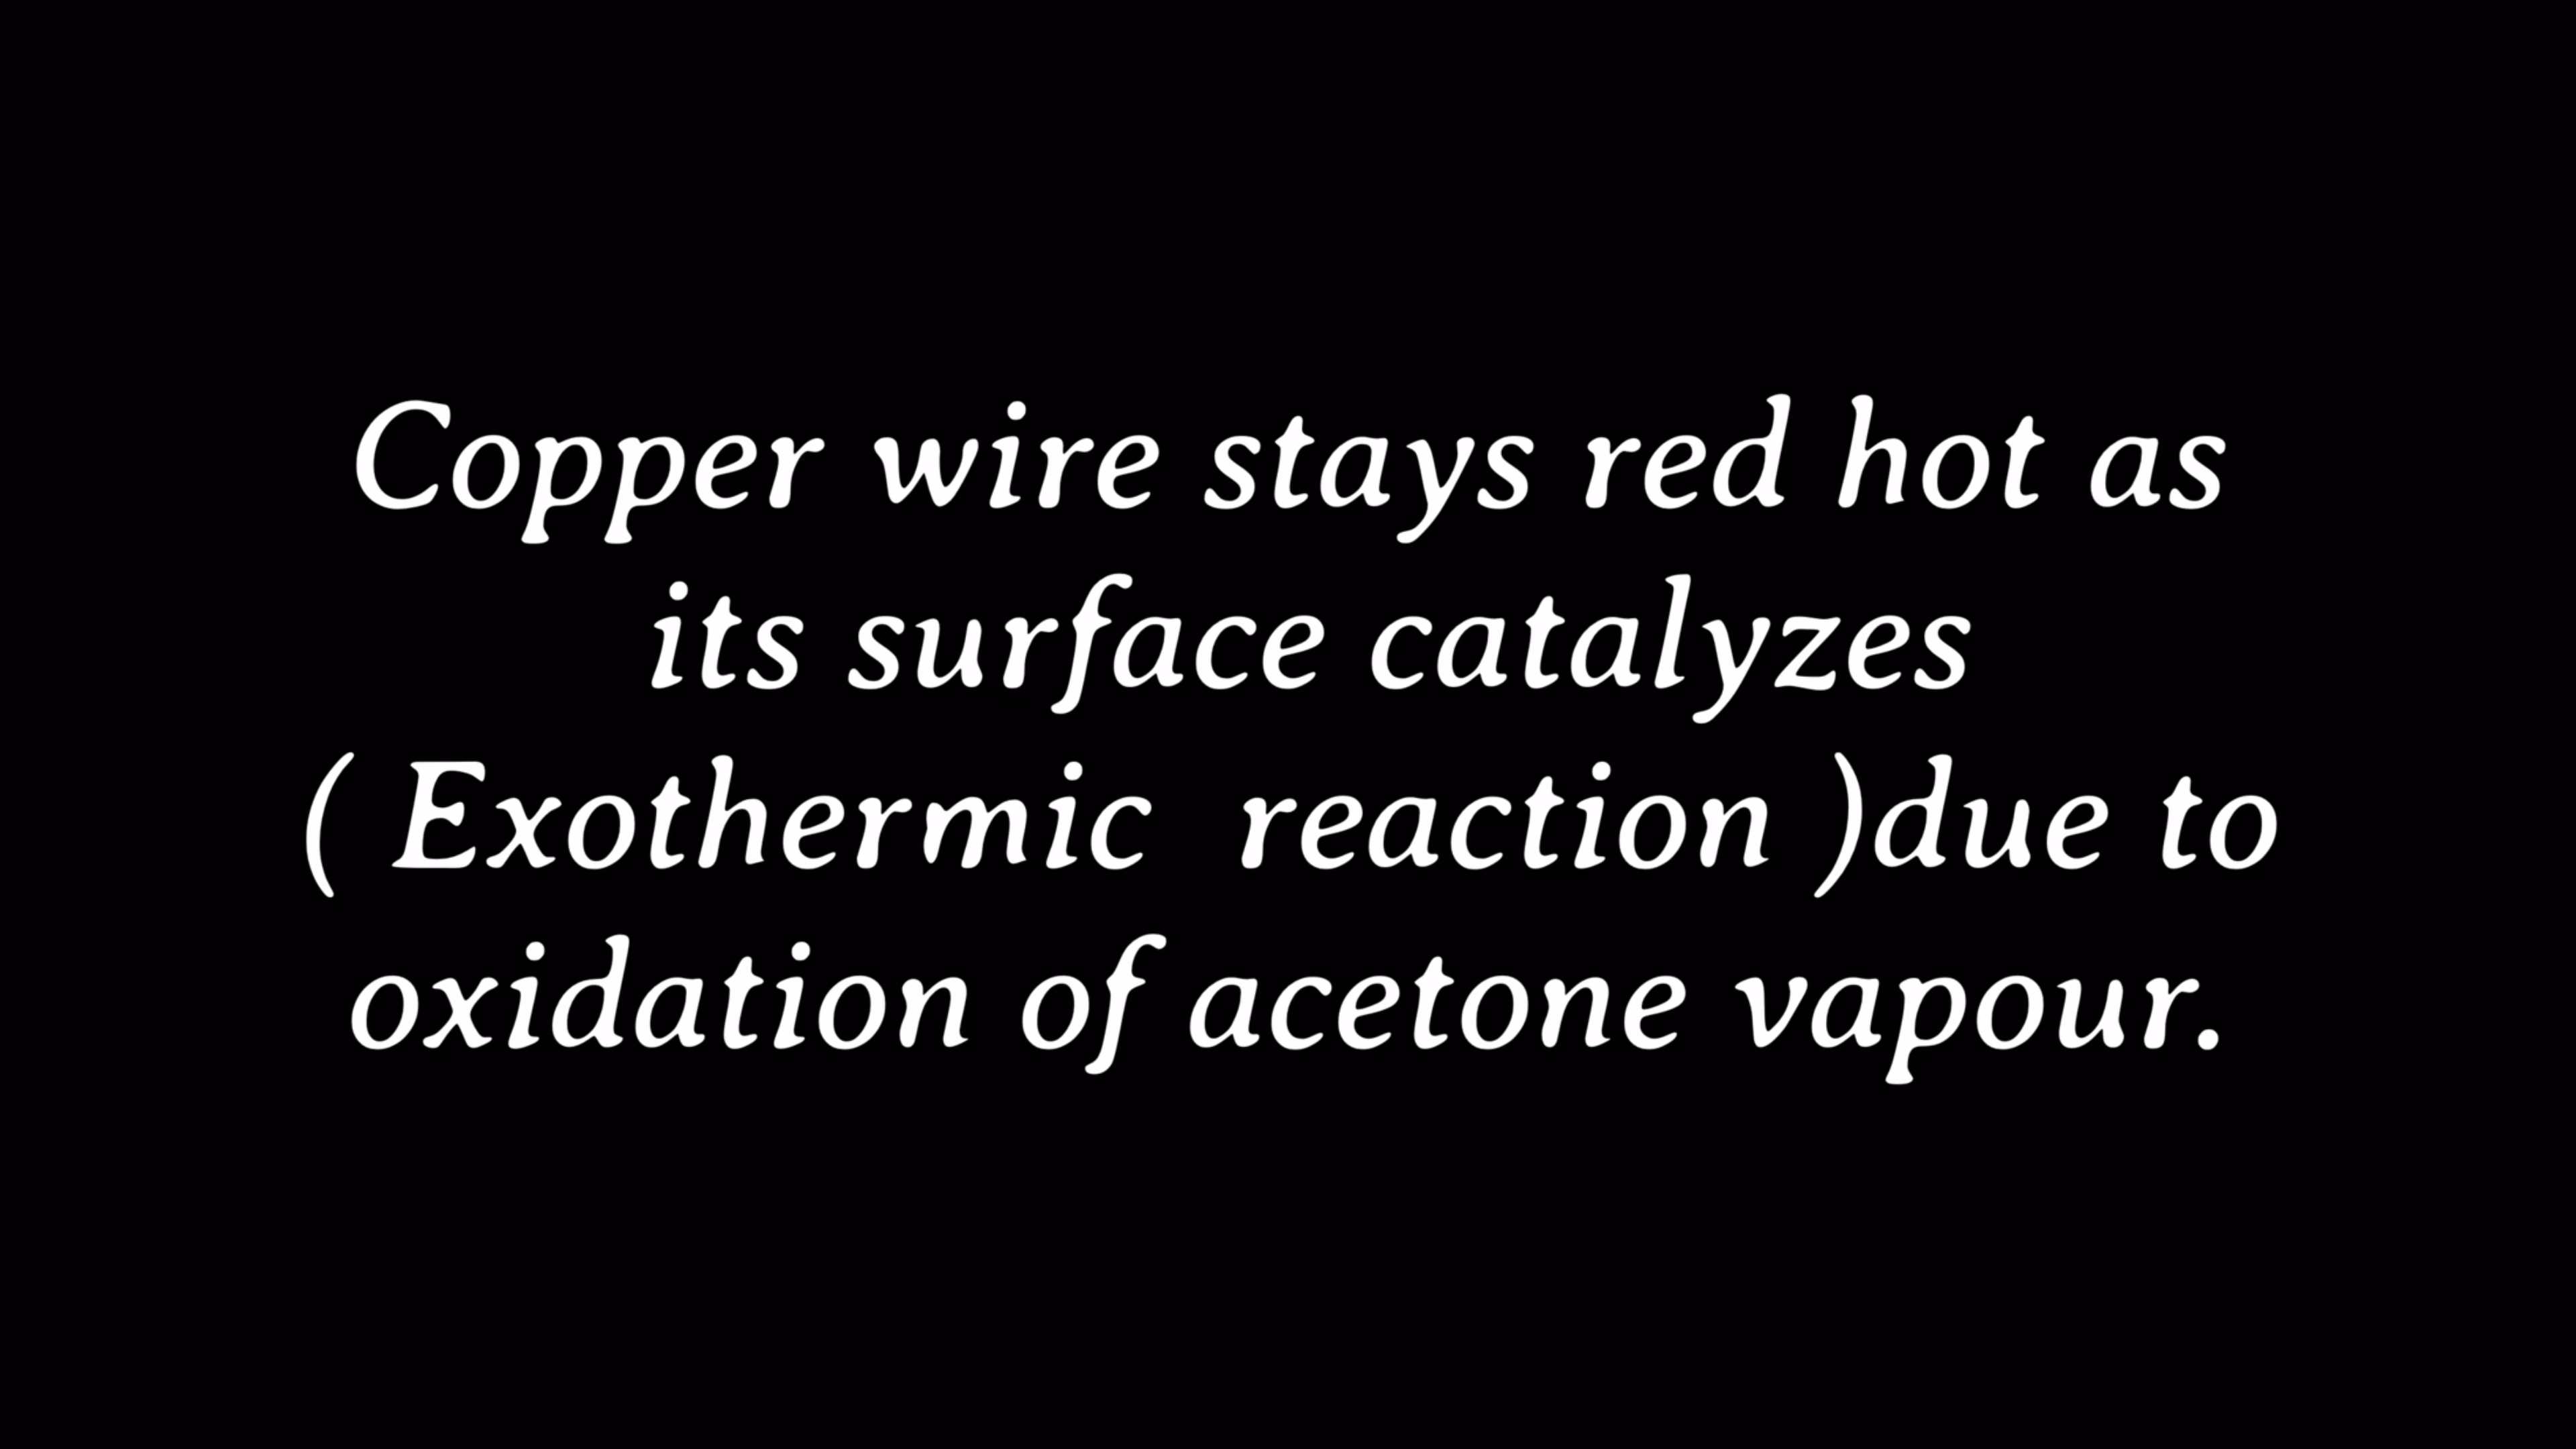 Copper wire stays red hot as
its surface catalyzes
( Exothermic  reaction )due to
oxidation of acetone vapour.